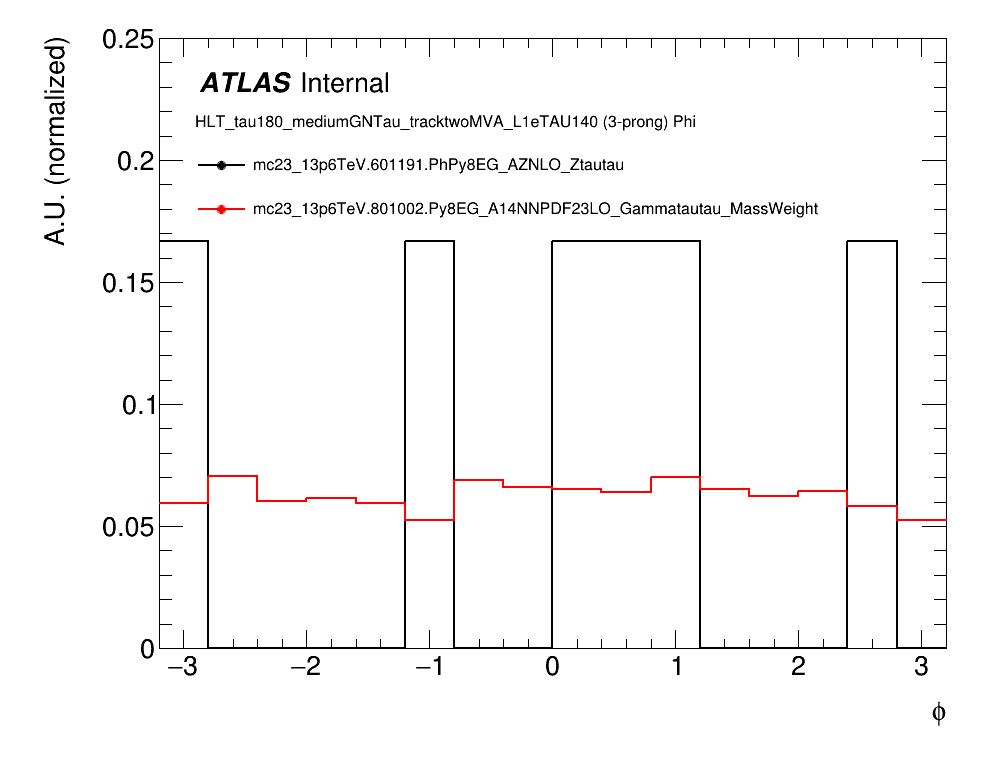 A.U. (normalized)
0.25
0.2
0.15
0.1
0.05
0
ATLAS Internal
HLT_tau180_mediumGNTau_tracktwoMVA_L1eTAU140 (3-prong) Phi
mc23_13p6TeV.601191.PhPy8EG_AZNLO_Ztautau
mc23_13p6TeV.801002.Py8EG_A14NNPDF23LO_Gammatautau_MassWeight
−3 −2 −1 0 1 2 3
ϕ